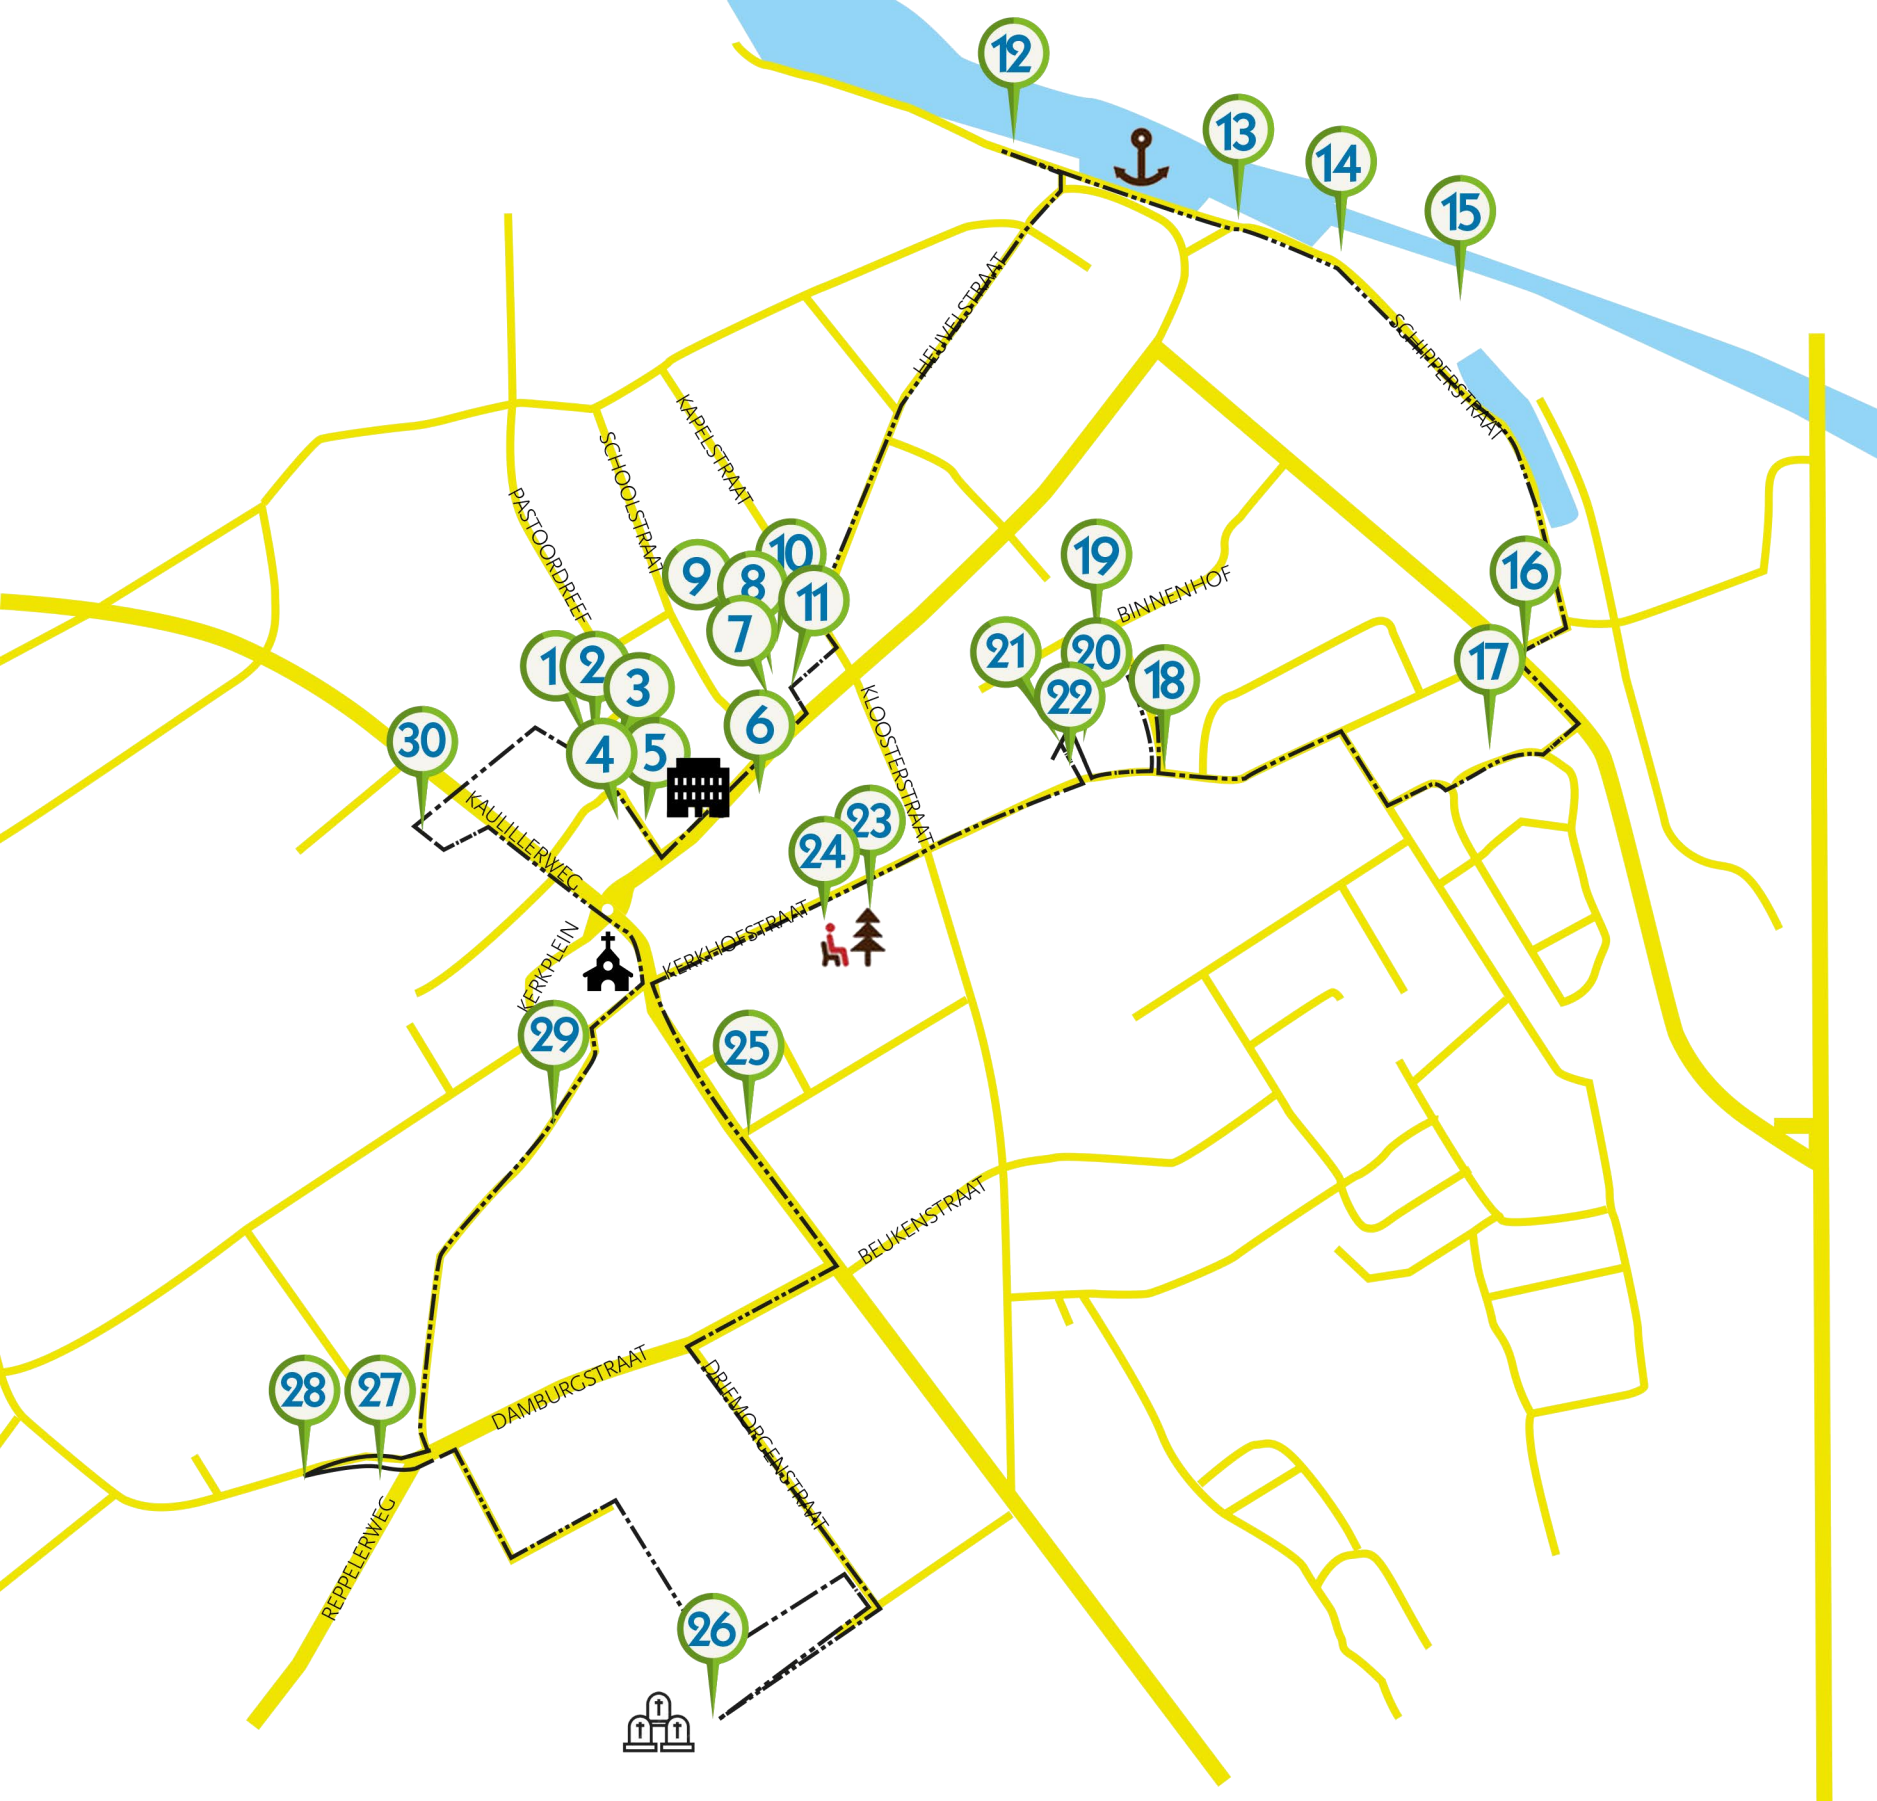 12
13
14
15
HEUVELSTRAAT
SCHIPPERSTRAAT
KAPELSTRAAT
SCHOOLSTRAAT
PASTOORDREEF
10
9
8
11
7
19
BINNENHOF
16
1
2
3
21
20
22
18
17
30
4
5
6
KLOOSTERSTRAAT
KAULILLERWEG
23
24
KERKHOFSTRAAT
KERKPLEIN
29
25
BEUKENSTRAAT
DAMBURGSTRAAT
DRIEMORGENSTRAAT
28
27
REPPELERWEG
26